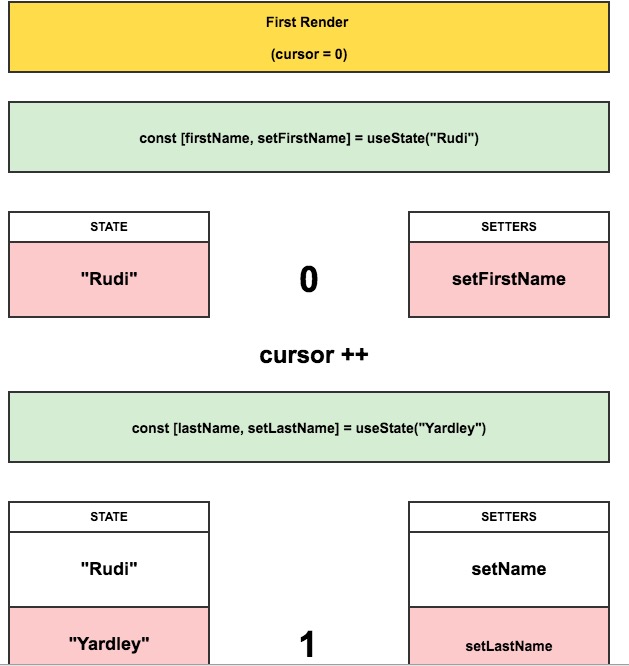 First Render
(cursor = 0)
const [firstName, setFirstName] = useState("Rudi")
STATE
SETTERS
"Rudi"
0
setFirstName
cursor ++
const [lastName, setLastName] = useState("Yardley")
STATE
SETTERS
"Rudi"
setName
"Yardley"
1
setLastName